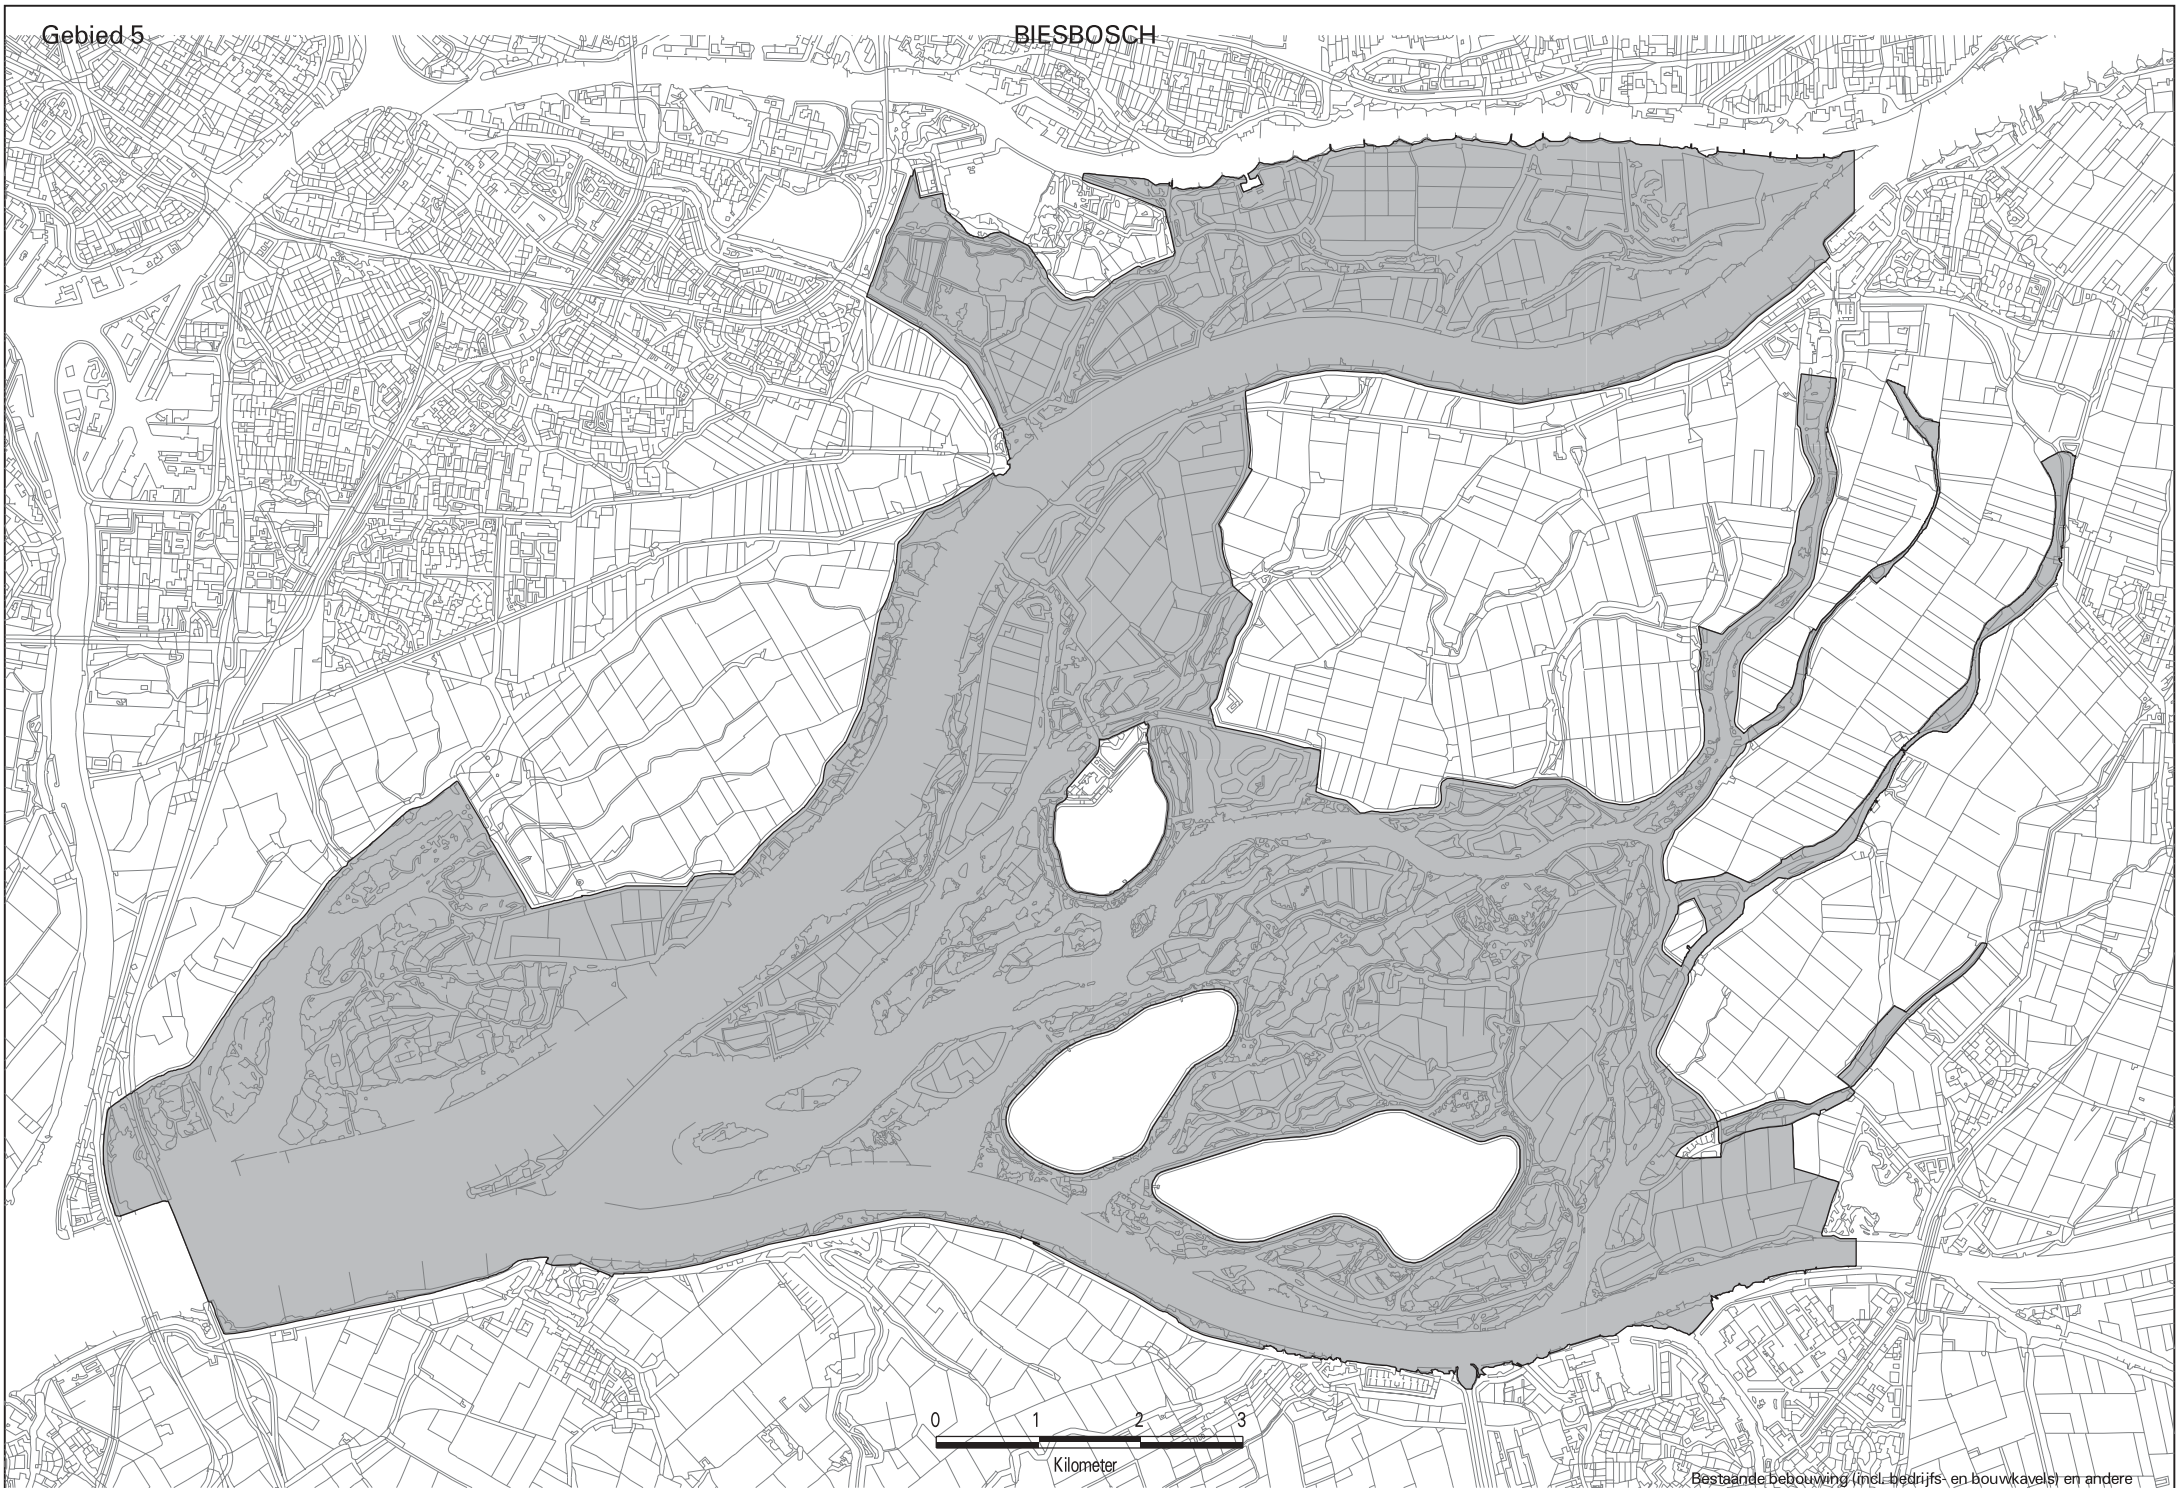 Gebied 5
BIESBOSCH
0 1 2 3
Kilometer
Bestaande bebouwing (incl. bedrijfs- en bouwkavels) en andere